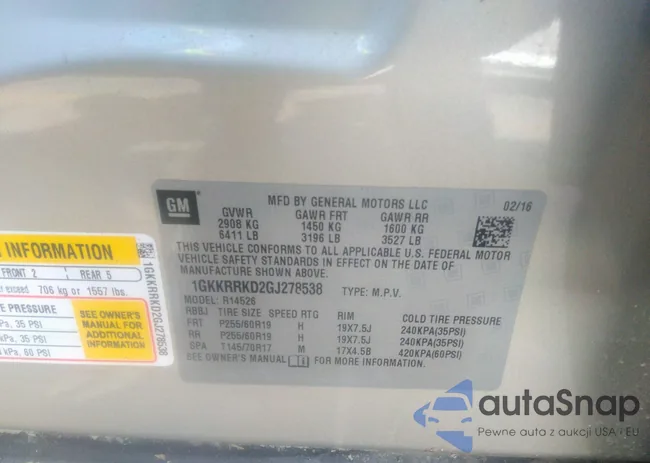 GM
MFD BY GENERAL MOTORS LLC
02/16
GVWR GAWR FRT GAWR RR
2908 KG 1450 KG 1600 KG
6411 LB 3196 LB 3527 LB
THIS VEHICLE CONFORMS TO ALL APPLICABLE U.S. FEDERAL MOTOR
VEHICLE SAFETY STANDARDS IN EFFECT ON THE DATE OF
MANUFACTURE SHOWN ABOVE.
1GKKRRKD2GJ278538 TYPE: M.P.V.
MODEL: R14526
RBBJ TIRE SIZE SPEED RTG RIM COLD TIRE PRESSURE
FRT P255/60R19 H 19X7.5J 240KPA(35PSI)
RR P255/60R19 H 19X7.5J 240KPA(35PSI)
SPA T145/70R17 M 17X4.5B 420KPA(60PSI)
SEE OWNER'S MANUAL FOR MORE INFORMATION.
INFORMATION
FRONT 2 REAR 5
exceed 706 kg or 1557 lbs.
PRESSURE
35 PSI
35 PSI
kPa, 60 PSI
SEE OWNER'S
MANUAL FOR
ADDITIONAL
INFORMATION
1GKKRRKD2GJ278538
autoSnap
Pewne auta z aukcji USA - EU